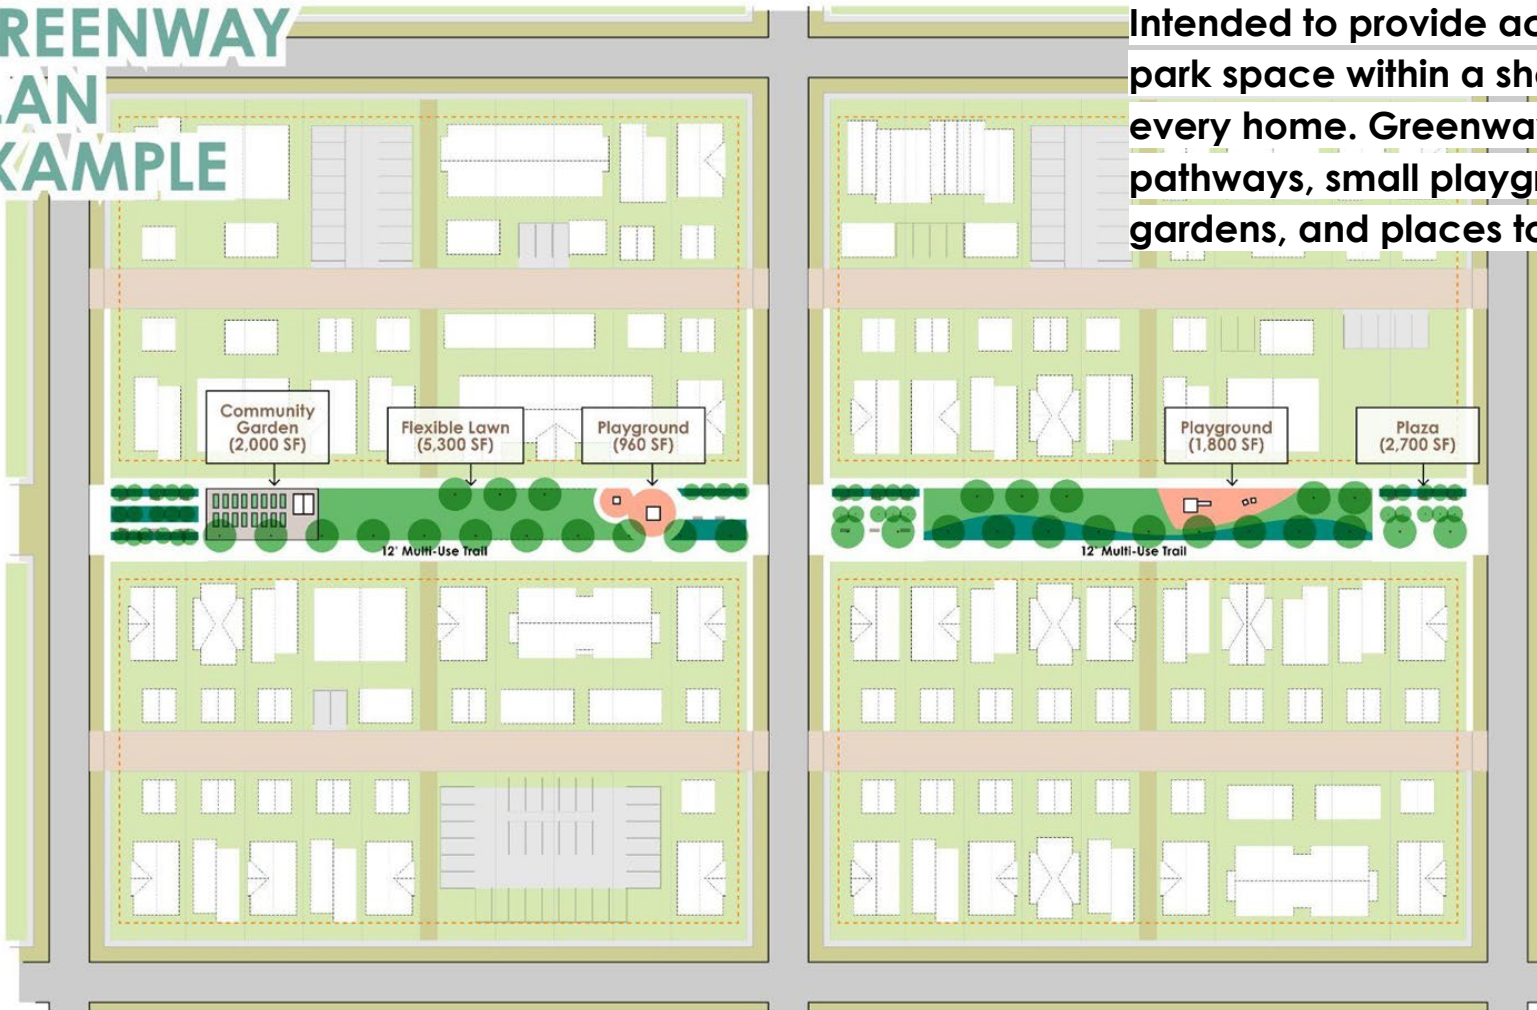 REENWAY
LAN
XAMPLE
Intended to provide ac
park space within a sh
every home. Greenwa
pathways, small playg
gardens, and places to
Community
Garden
(2,000 SF)
Flexible Lawn
(5,300 SF)
Playground
(960 SF)
Playground
(1,800 SF)
Plaza
(2,700 SF)
12' Multi-Use Trail
12' Multi-Use Trail